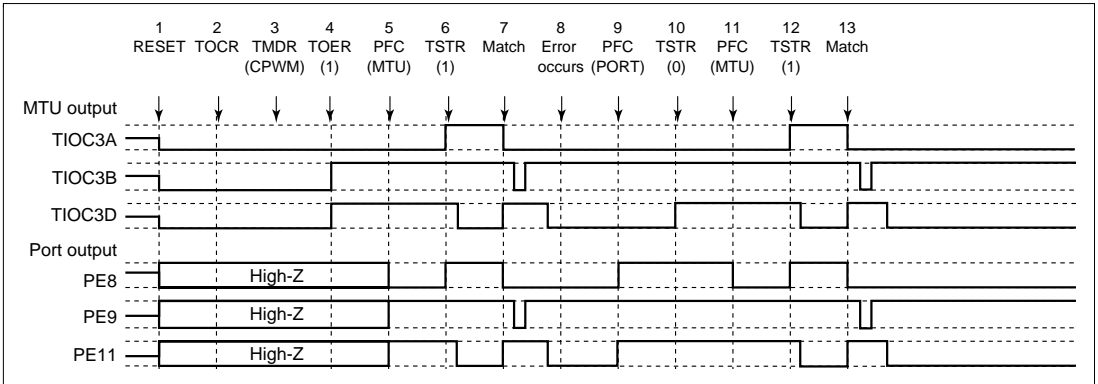 1 2 3 4 5 6 7 8 9 10 11 12 13
RESET TOCR TMDR TOER PFC TSTR Match Error PFC TSTR PFC TSTR Match
(CPWM) (1) (MTU) (1) occurs (PORT) (0) (MTU) (1)
MTU output
TIOC3A
TIOC3B
TIOC3D
Port output
PE8 High-Z
PE9 High-Z
PE11 High-Z